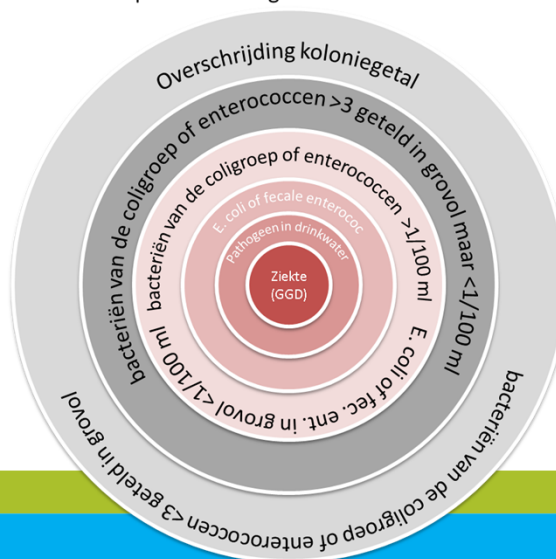 Overschrijding koloniegetal
bacteriën van de coligroep of enterococcen <3 geteld in grovol
bacteriën van de coligroep of enterococcen >3 geteld in grovol maar <1/100 ml
bacteriën van de coligroep of enterococcen >1/100 ml
E. coli of fec. ent. in grovol <1/100 ml
E. coli of fecale enterococ
Pathogeen in drinkwater
Ziekte
(GGD)